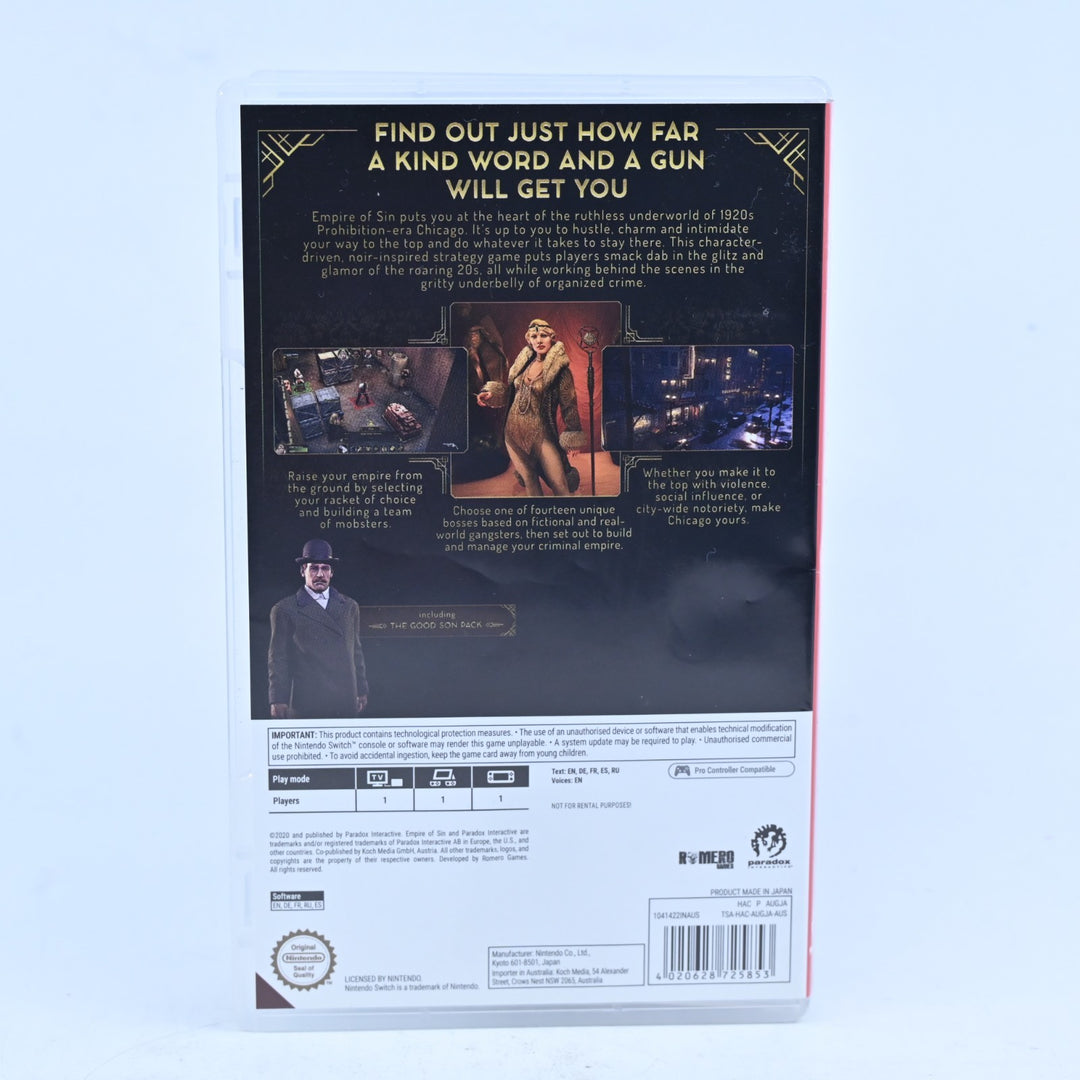 FIND OUT JUST HOW FAR
A KIND WORD AND A GUN
WILL GET YOU
Empire of Sin puts you at the heart of the ruthless underworld of 1920s
Prohibition-era Chicago. It's up to you to hustle, charm and intimidate
your way to the top and do whatever it takes to stay there. This character-
driven, noir-inspired strategy game puts players smack dab in the glitz and
glamor of the roaring 20s, all while working behind the scenes in the
gritty underbelly of organized crime.
Raise your empire from
the ground by selecting
your racket of choice
and building a team
of mobsters.
Choose one of fourteen unique
bosses based on fictional and real-
world gangsters, then set out to build
and manage your criminal empire.
Whether you make it to
the top with violence,
social influence, or
city-wide notoriety, make
Chicago yours.
including
THE GOOD SON PACK
IMPORTANT: This product contains technological protection measures. • The use of an unauthorised device or software that enables technical modification
of the Nintendo Switch™ console or software may render this game unplayable. • A system update may be required to play. • Unauthorised commercial
use prohibited. • To avoid accidental ingestion, keep the game card away from young children.
Play mode
TV
Players
1
1
1
Text: EN, DE, FR, ES, RU
Voices: EN
Pro Controller Compatible
NOT FOR RENTAL PURPOSES!
©2020 and published by Paradox Interactive. Empire of Sin and Paradox Interactive are
trademarks and/or registered trademarks of Paradox Interactive AB in Europe, the U.S., and
other countries. Co-published by Koch Media GmbH, Austria. All other trademarks, logos, and
copyrights are the property of their respective owners. Developed by Romero Games.
All rights reserved.
ROMERO
GAMES
paradox
INTERACTIVE
Software
EN, DE, FR, RU, ES
PRODUCT MADE IN JAPAN
HAC P AUGJA
1041422INAUS TSA-HAC-AUGJA-AUS
4 020628 725853
Original
Nintendo
Seal of
Quality
TM
LICENSED BY NINTENDO.
Nintendo Switch is a trademark of Nintendo.
Manufacturer: Nintendo Co., Ltd.,
Kyoto 601-8501, Japan
Importer in Australia: Koch Media, 54 Alexander
Street, Crows Nest NSW 2065, Australia